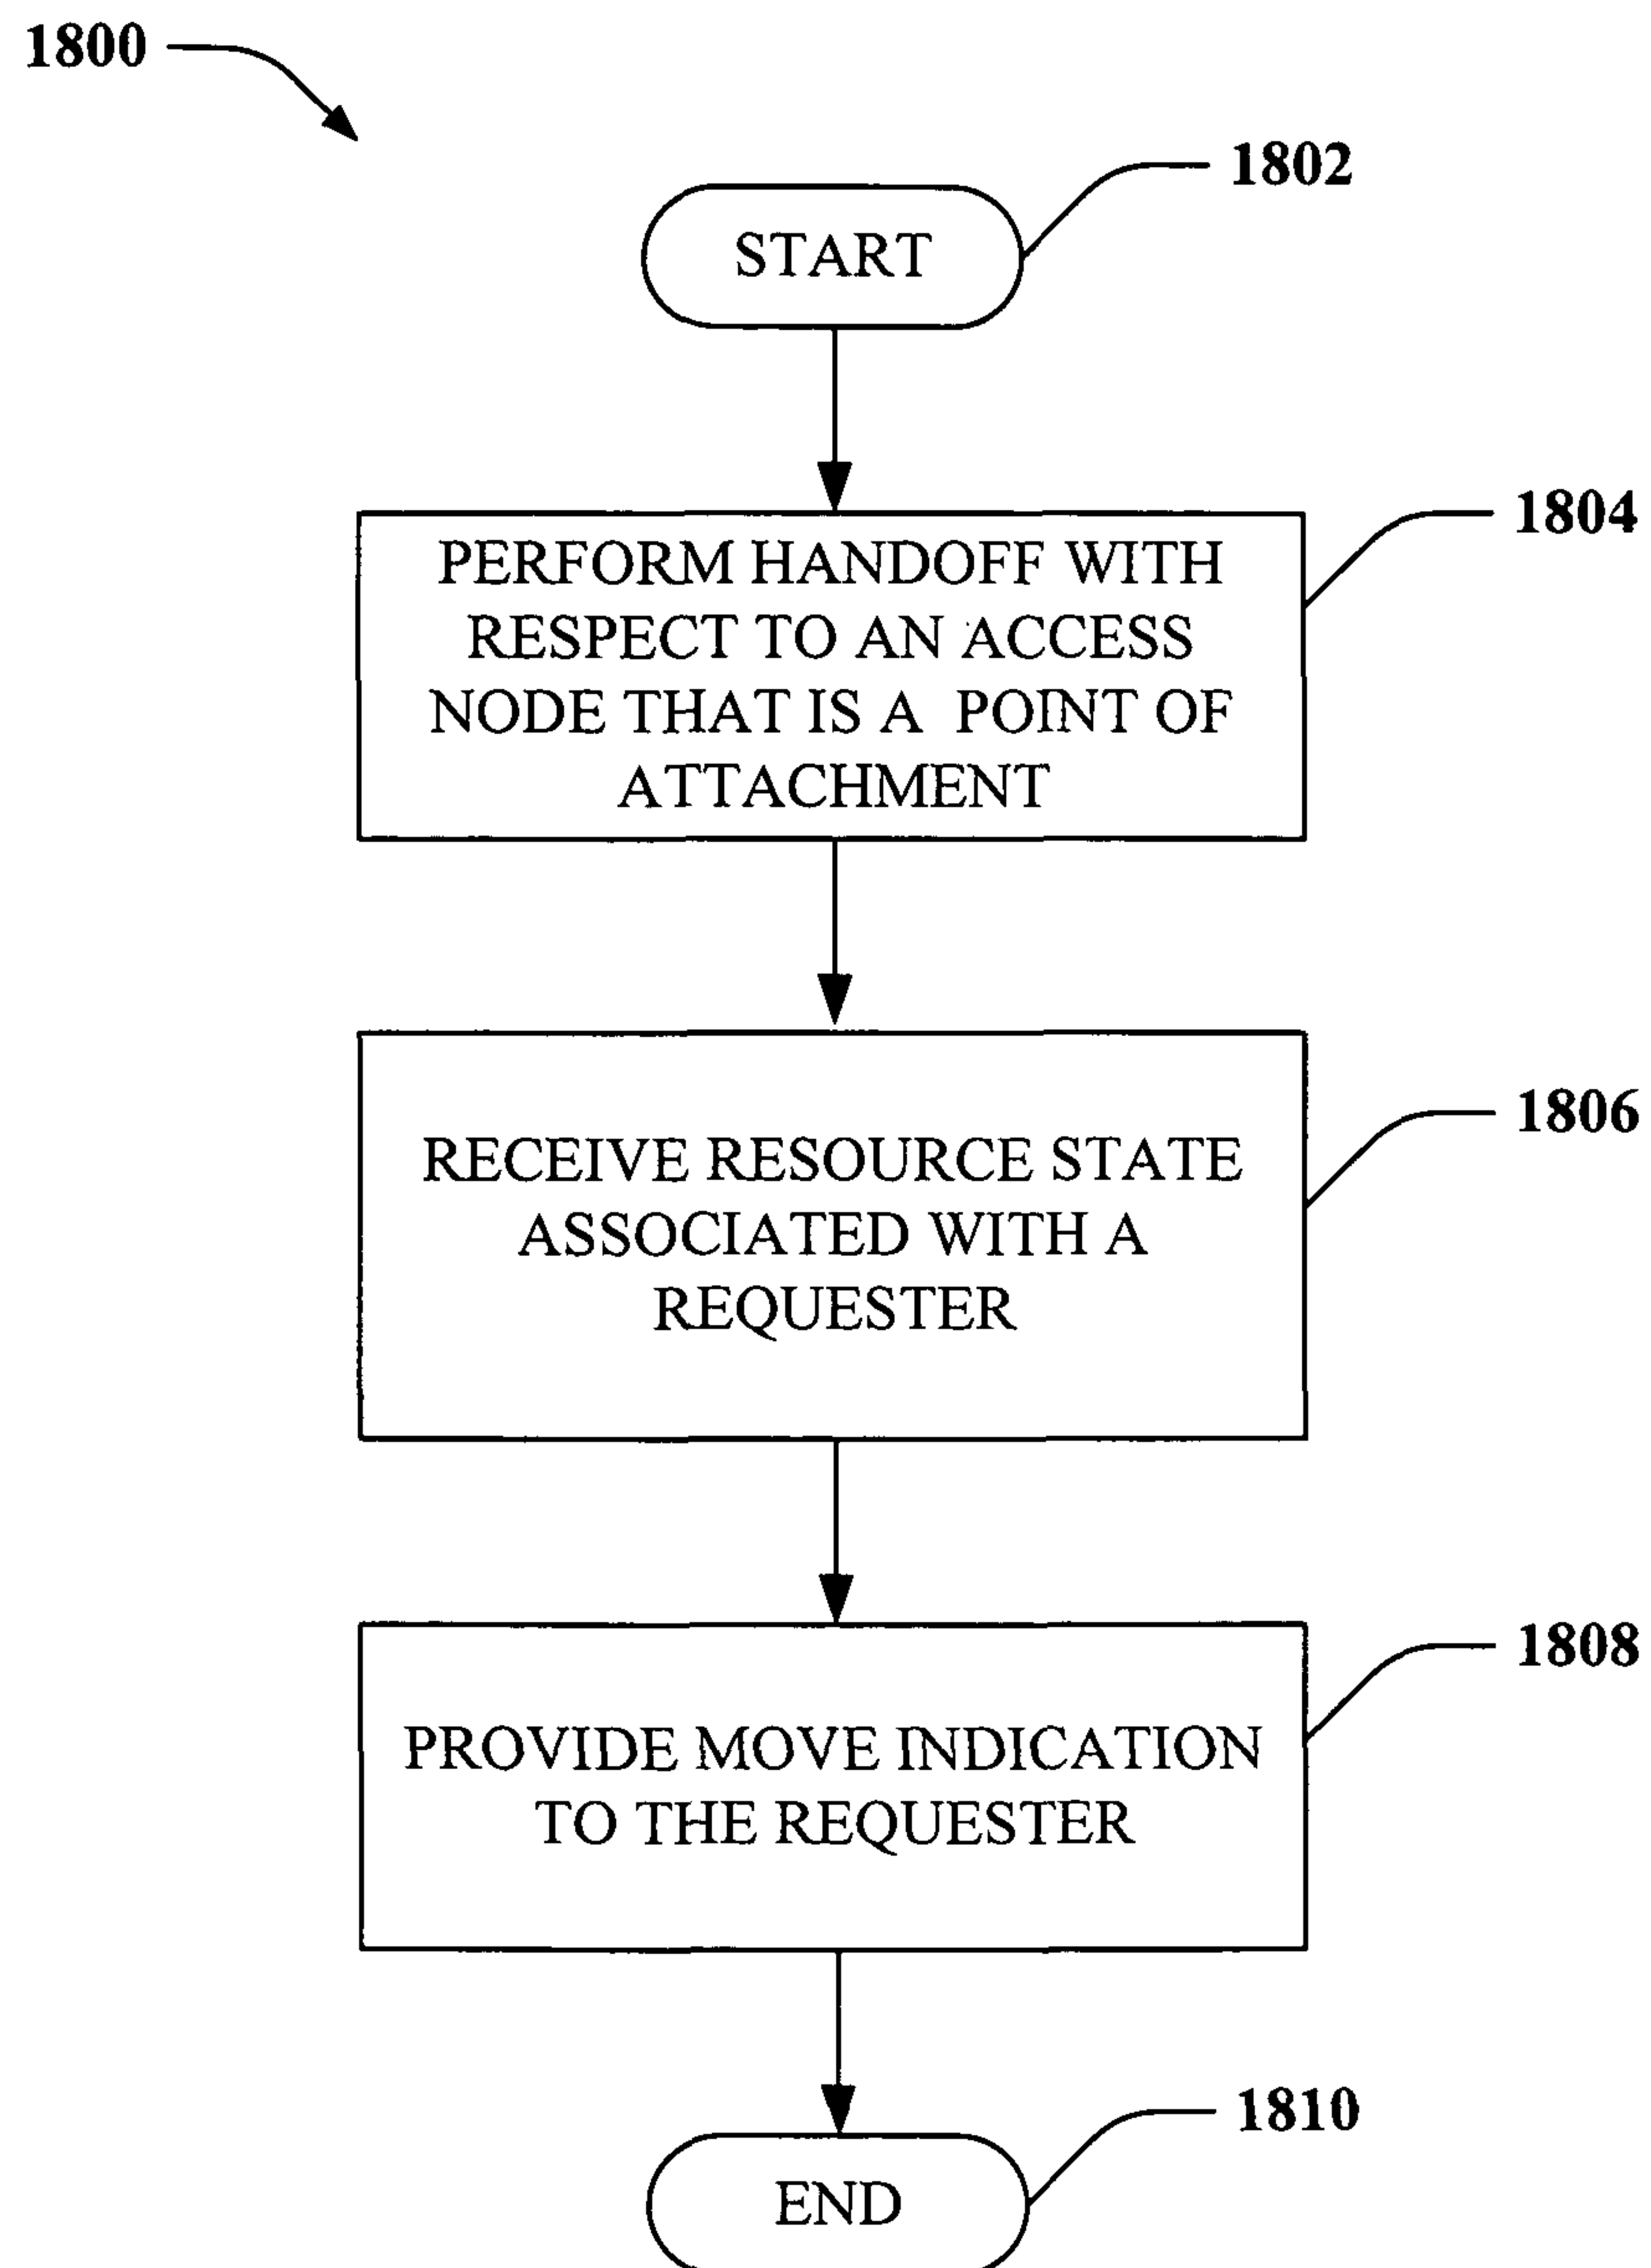 1800
1802
START
1804
PERFORM HANDOFF WITH
RESPECT TO AN ACCESS
NODE THAT IS A POINT OF
ATTACHMENT
1806
RECEIVE RESOURCE STATE
ASSOCIATED WITH A
REQUESTER
1808
PROVIDE MOVE INDICATION
TO THE REQUESTER
1810
END